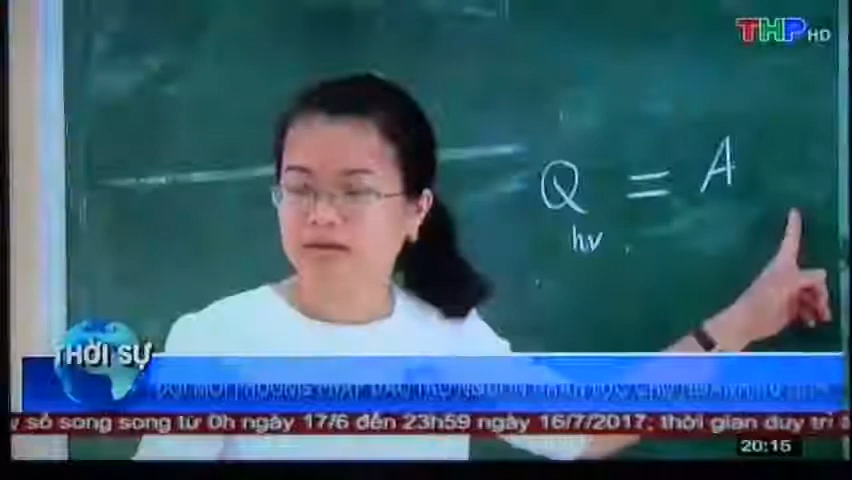 THP HD
Q = A
hv
THỜI SỰ
số song song từ 0h ngày 17/6 đến 23h59 ngày 16/7/2017; thời gian duy trì
20:15